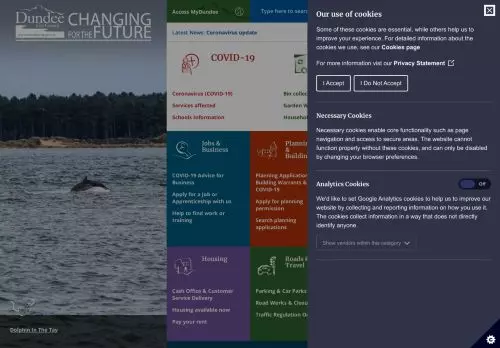 Dundee
CHANGING
FOR THE FUTURE
Dolphin In The Tay
Access MyDundee
Type here to sear
Latest News: Coronavirus update
COVID-19
Coronavirus (COVID-19)
Services affected
Schools Information
Bin collec
Garden W
Household
Jobs &
Business
COVID-19 Advice for
Business
Apply for a Job or
Apprenticeship with us
Help to find work or
training
Planning
& Building
Planning Application
Building Warrants &
COVID-19
Apply for planning
permission
Search planning
applications
Housing
Cash Office & Customer
Service Delivery
Housing available now
Pay your rent
Roads &
Travel
Parking & Car Parks
Road Works & Closu
Traffic Regulation O
Our use of cookies
Some of these cookies are essential, while others help us to
improve your experience. For detailed information about the
cookies we use, see our Cookies page
For more information vist our Privacy Statement
I Accept
I Do Not Accept
Necessary Cookies
Necessary cookies enable core functionality such as page
navigation and access to secure areas. The website cannot
function properly without these cookies, and can only be disabled
by changing your browser preferences.
Analytics Cookies
Off
We'd like to set Google Analytics cookies to help us to improve our
website by collecting and reporting information on how you use it.
The cookies collect information in a way that does not directly
identify anyone.
Show vendors within this category